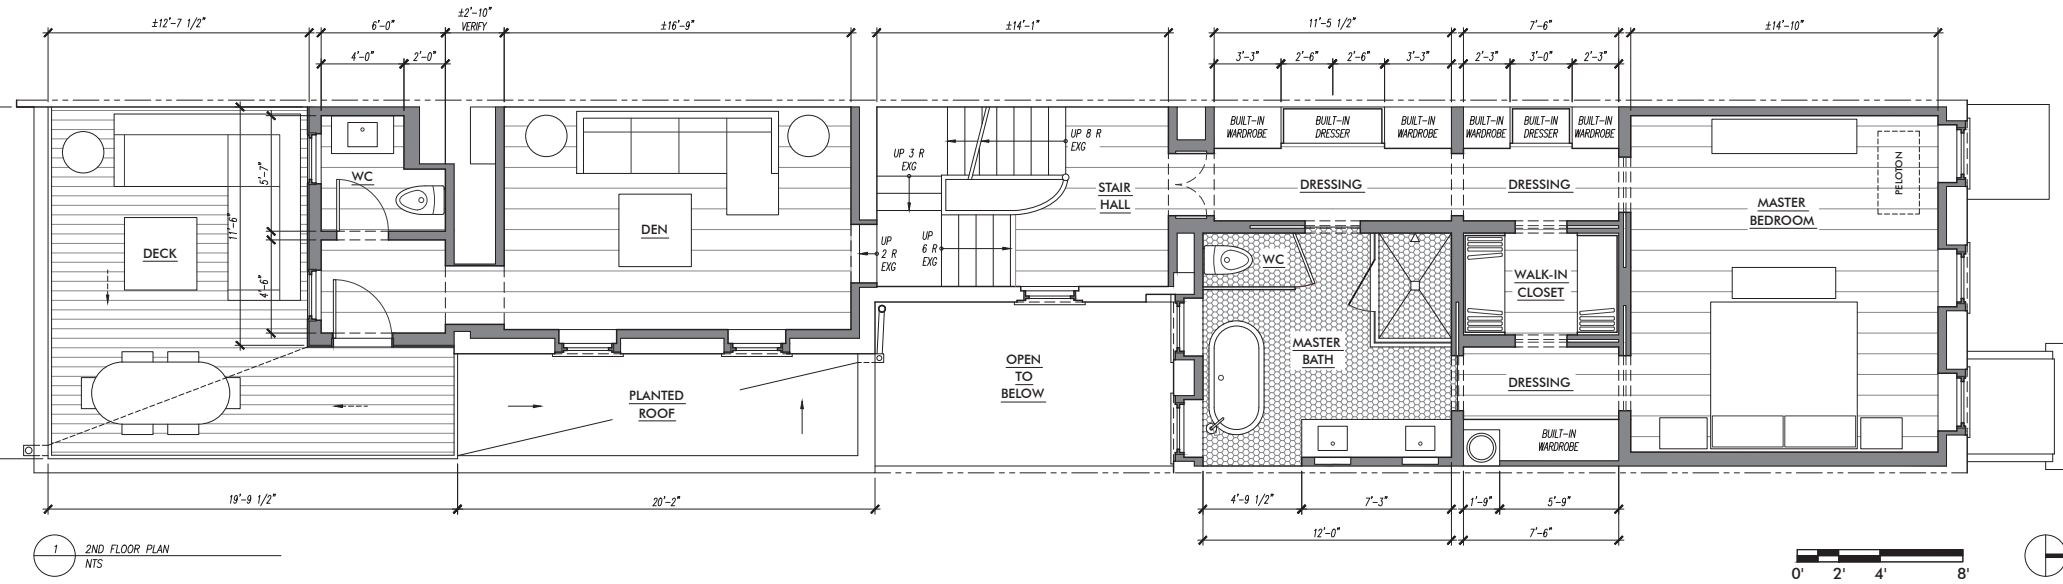 ±12'-7 1/2"
6'-0"
±2'-10"
VERIFY
±16'-9"
±14'-1"
11'-5 1/2"
7'-6"
±14'-10"
4'-0"
2'-0"
3'-3"
2'-6"
2'-6"
3'-3"
2'-3"
3'-0"
2'-3"
BUILT-IN
WARDROBE
BUILT-IN
DRESSER
BUILT-IN
WARDROBE
BUILT-IN
WARDROBE
BUILT-IN
DRESSER
BUILT-IN
WARDROBE
UP 8 R
EXG
UP 3 R
EXG
5'-7"
WC
11'-6"
4'-6"
STAIR
HALL
DRESSING
DRESSING
MASTER
BEDROOM
PELOTON
DECK
DEN
UP
2 R
EXG
UP
6 R
EXG
WC
WALK-IN
CLOSET
MASTER
BATH
OPEN
TO
BELOW
DRESSING
PLANTED
ROOF
BUILT-IN
WARDROBE
19'-9 1/2"
20'-2"
4'-9 1/2"
7'-3"
1'-9"
5'-9"
12'-0"
7'-6"
1
2ND FLOOR PLAN
NTS
0' 2' 4' 8'